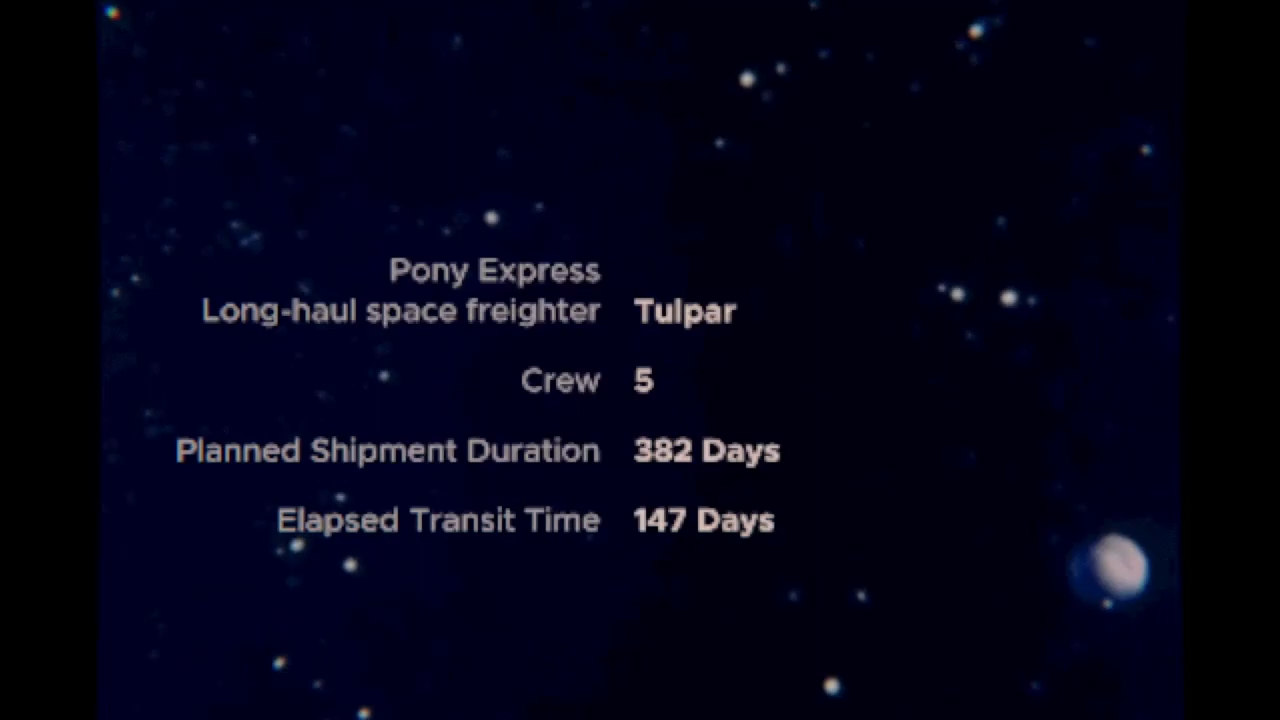 Pony Express
Long-haul space freighter Tulpar
Crew 5
Planned Shipment Duration 382 Days
Elapsed Transit Time 147 Days